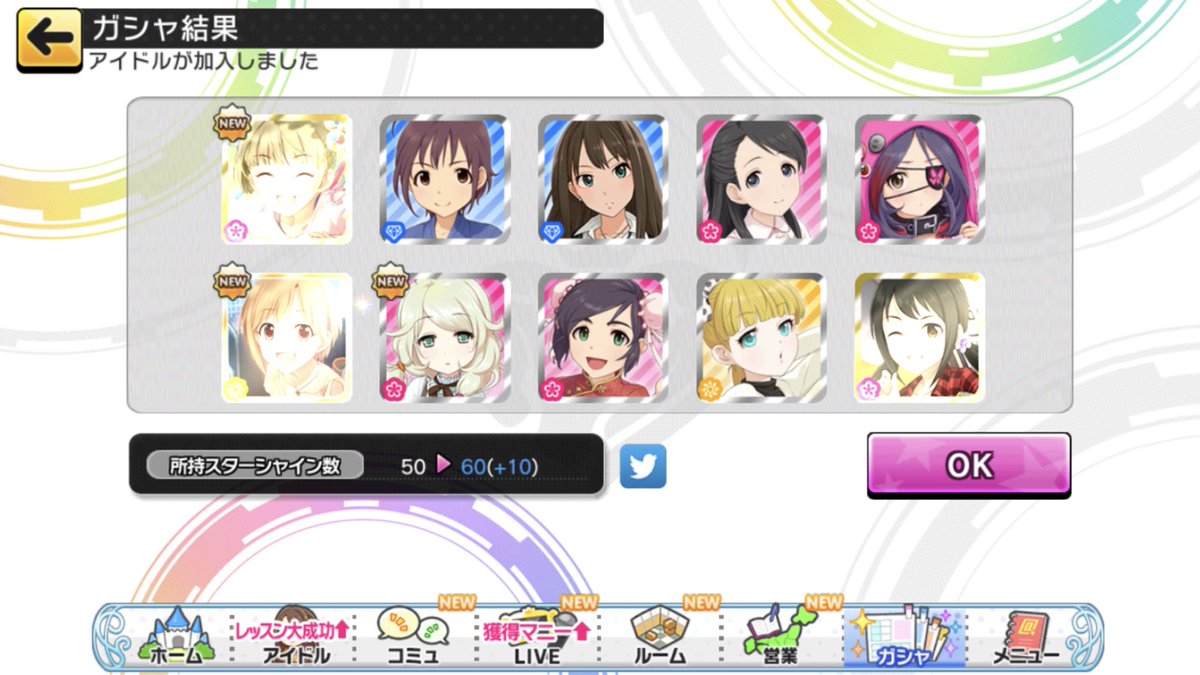 ガシャ結果
アイドルが加入しました
NEW
NEW
NEW
所持スターシャイン数 50 60(+10)
OK
NEW
NEW
NEW
NEW
レッスン大成功
獲得マニー
ホーム
アイドル
コミュ
LIVE
ルーム
営業
ガシャ
メニュー